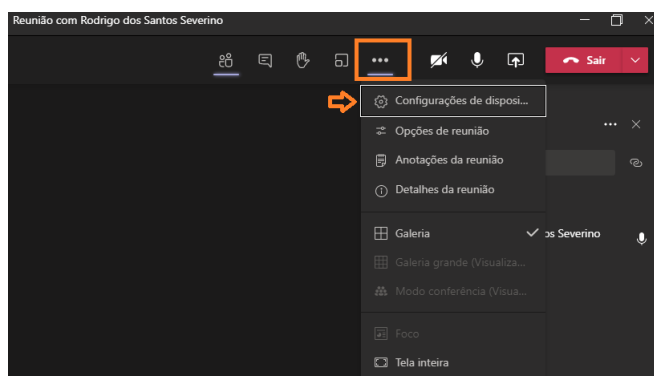 Reunião com Rodrigo dos Santos Severino
Sair
Configurações de disposi...
Opções de reunião
Anotações da reunião
Detalhes da reunião
Galeria
os Severino
Galeria grande (Visualiza...
Modo conferência (Visua...
Foco
Tela inteira